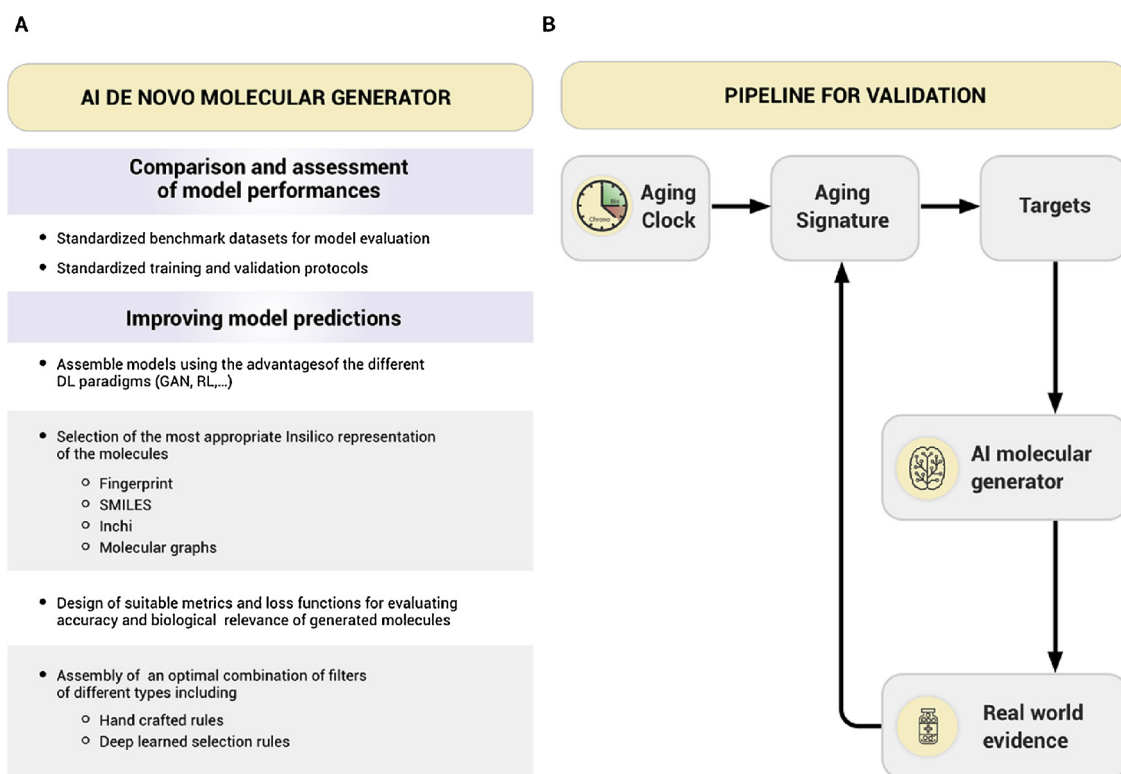 A
AI DE NOVO MOLECULAR GENERATOR
Comparison and assessment
of model performances
• Standardized benchmark datasets for model evaluation
• Standardized training and validation protocols
Improving model predictions
• Assemble models using the advantagesof the different
DL paradigms (GAN, RL,...)
• Selection of the most appropriate Insilico representation
of the molecules
○ Fingerprint
○ SMILES
○ Inchi
○ Molecular graphs
• Design of suitable metrics and loss functions for evaluating
accuracy and biological relevance of generated molecules
• Assembly of an optimal combination of filters
of different types including
○ Hand crafted rules
○ Deep learned selection rules
B
PIPELINE FOR VALIDATION
Bio
Chrono
Aging
Clock
Aging
Signature
Targets
AI molecular
generator
Real world
evidence